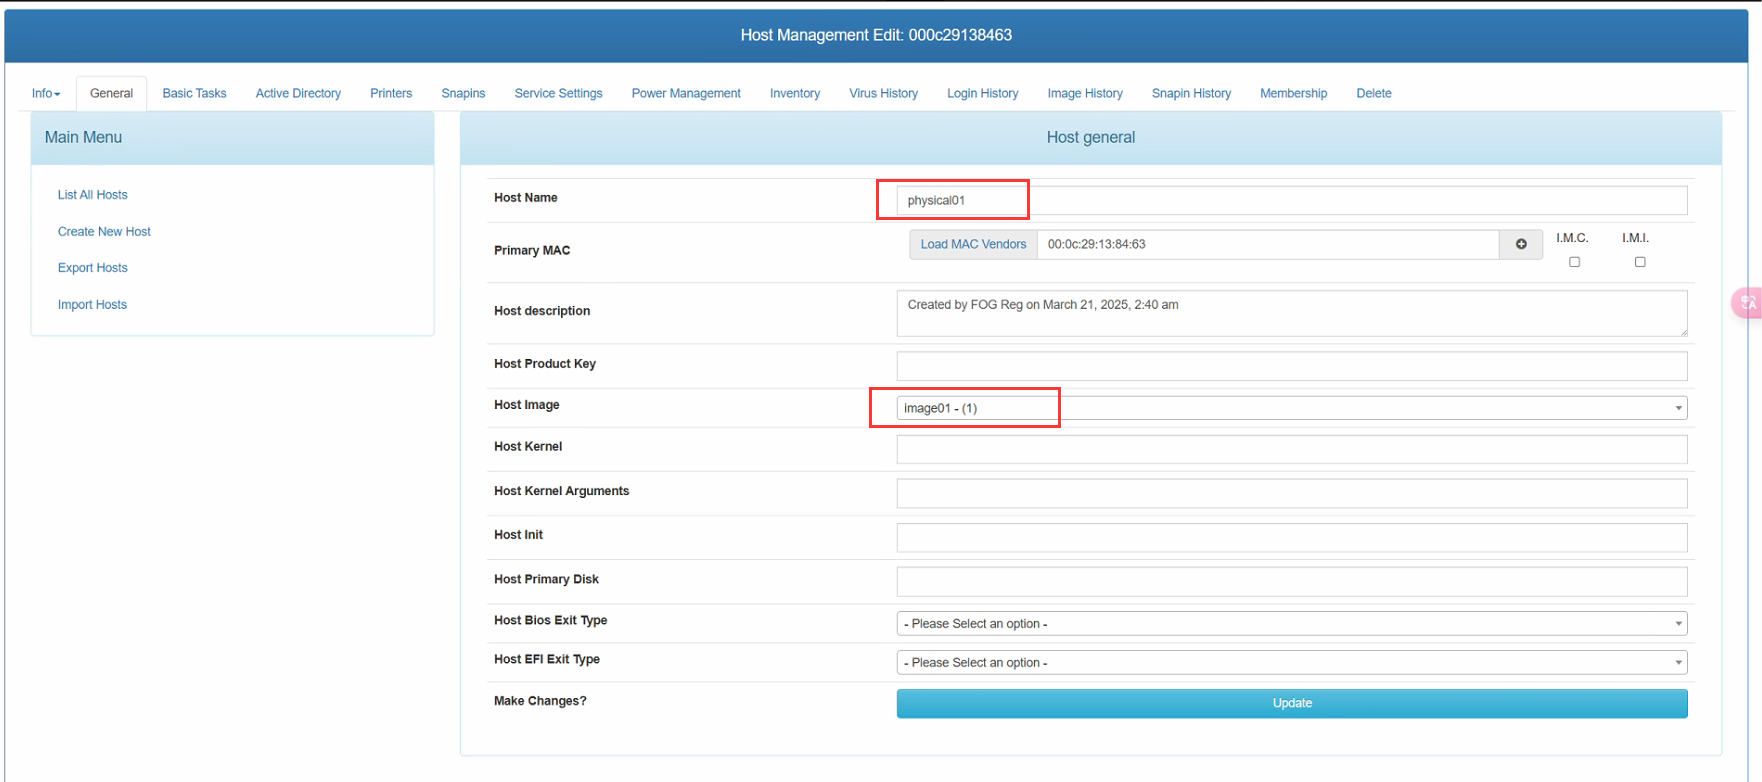 Host Management Edit: 000c29138463
Info General Basic Tasks Active Directory Printers Snapins Service Settings Power Management Inventory Virus History Login History Image History Snapin History Membership Delete
Main Menu
List All Hosts
Create New Host
Export Hosts
Import Hosts
Host general
Host Name physical01
Primary MAC Load MAC Vendors 00:0c:29:13:84:63 I.M.C. I.M.I.
Host description Created by FOG Reg on March 21, 2025, 2:40 am
Host Product Key
Host Image image01 - (1)
Host Kernel
Host Kernel Arguments
Host Init
Host Primary Disk
Host Bios Exit Type - Please Select an option -
Host EFI Exit Type - Please Select an option -
Make Changes? Update